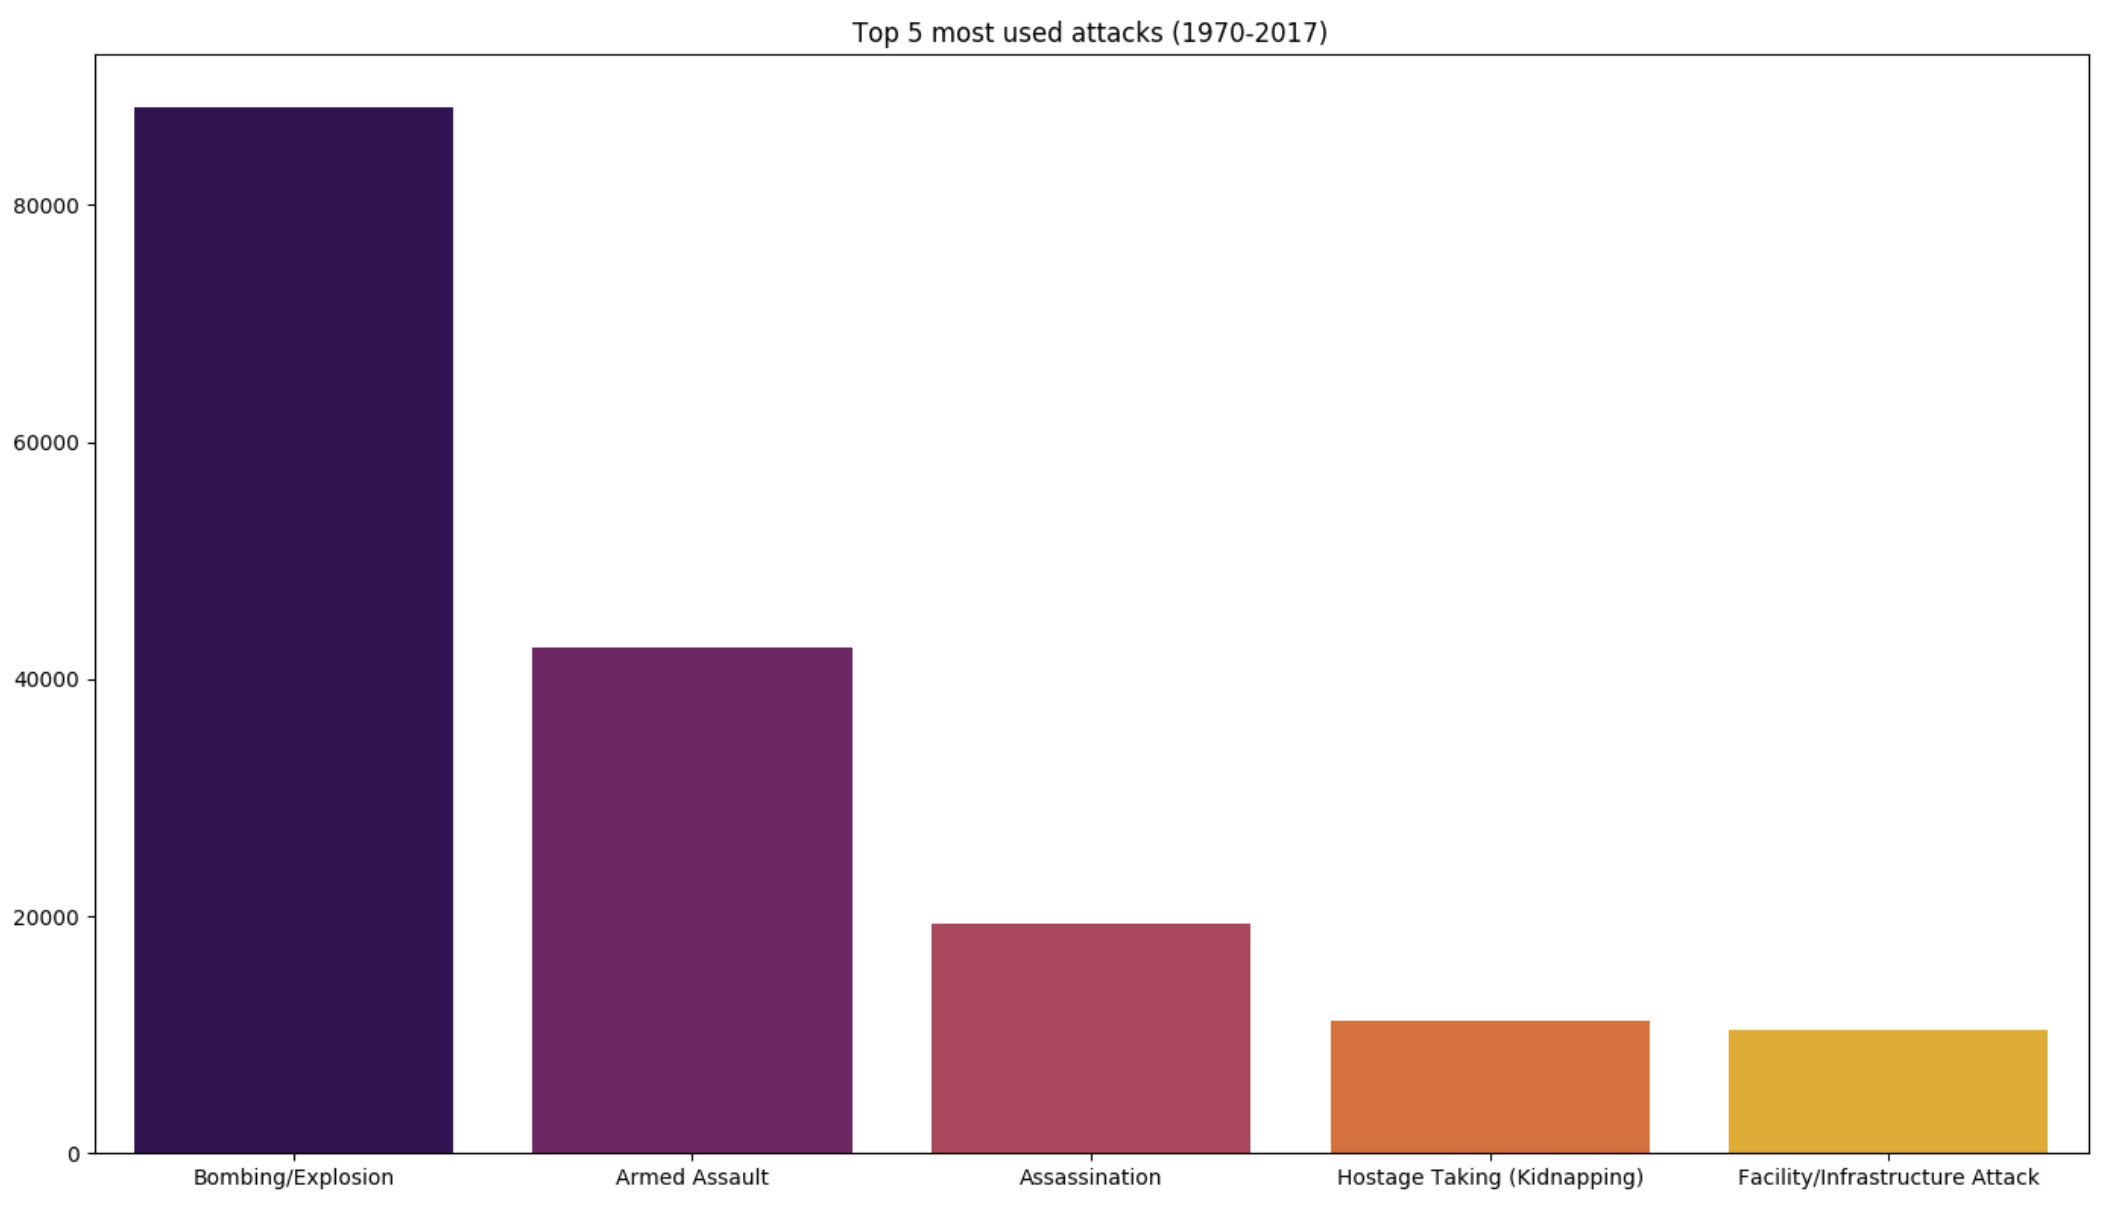 Top 5 most used attacks (1970-2017)
80000
60000
40000
20000
0
Bombing/Explosion
Armed Assault
Assassination
Hostage Taking (Kidnapping)
Facility/Infrastructure Attack